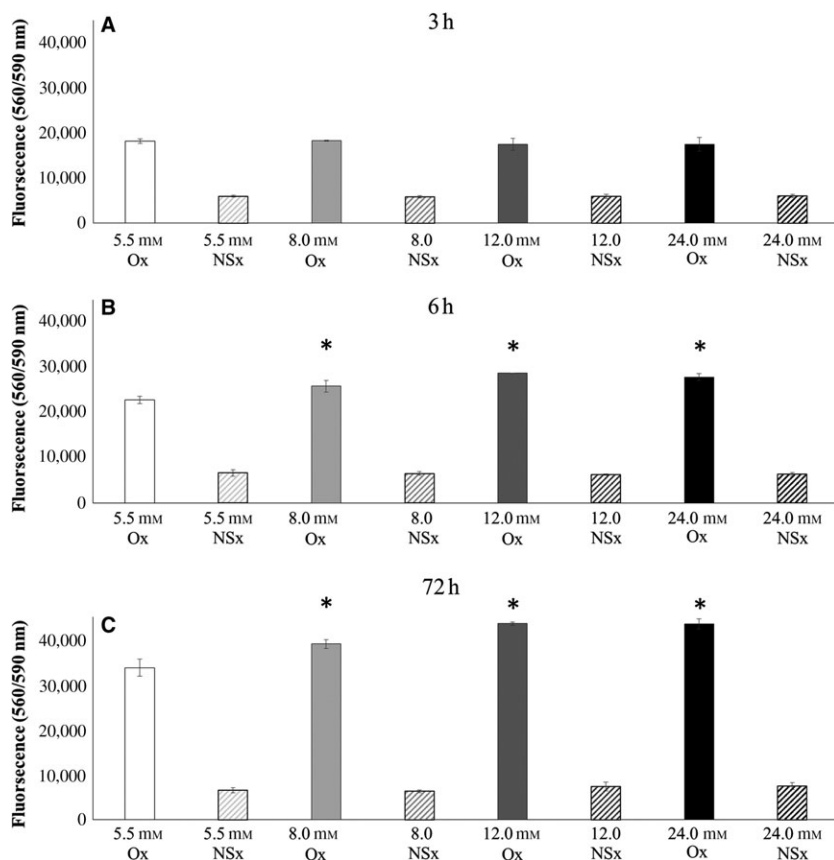 A
3 h
Fluorsecence (560/590 nm)
40,000
30,000
20,000
10,000
0
5.5 mM 5.5 mM 8.0 mM 8.0 12.0 mM 12.0 24.0 mM 24.0 mM
Ox NSx Ox NSx Ox NSx Ox NSx
B
6 h
Fluorsecence (560/590 nm)
40,000
30,000
20,000
10,000
0
* * *
5.5 mM 5.5 mM 8.0 mM 8.0 12.0 mM 12.0 24.0 mM 24.0 mM
Ox NSx Ox NSx Ox NSx Ox NSx
72 h
C
Fluorsecence (560/590 nm)
40,000
30,000
20,000
10,000
0
* * *
5.5 mM 5.5 mM 8.0 mM 8.0 12.0 mM 12.0 24.0 mM 24.0 mM
Ox NSx Ox NSx Ox NSx Ox NSx